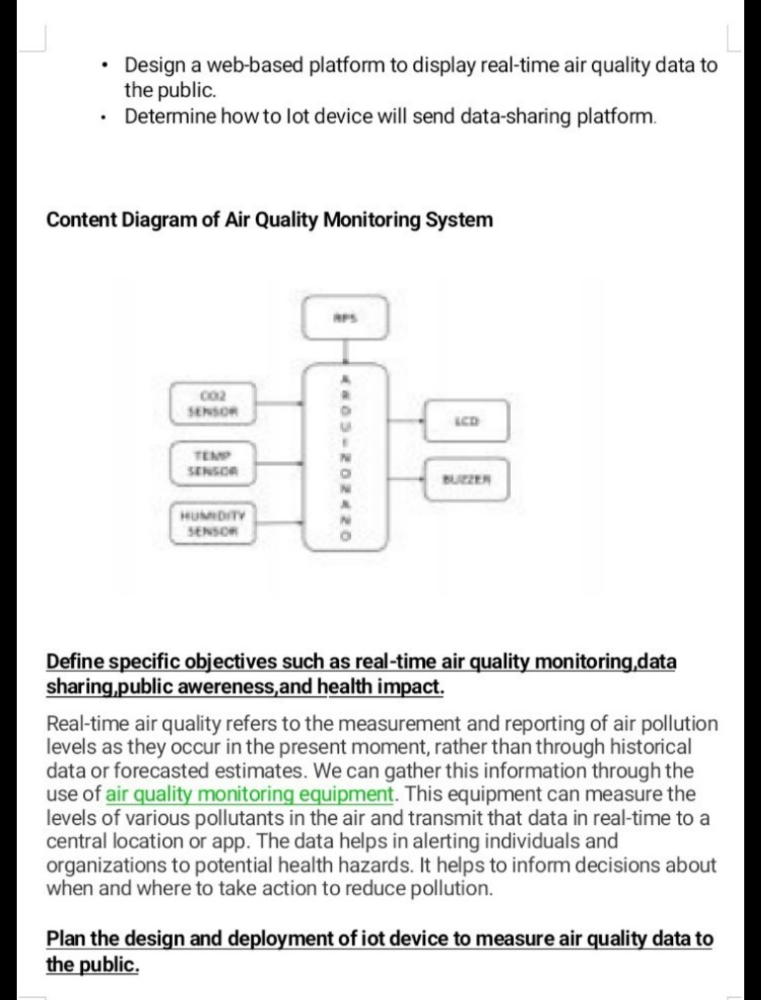 • Design a web-based platform to display real-time air quality data to
the public.
• Determine how to Iot device will send data-sharing platform.
Content Diagram of Air Quality Monitoring System
RPS
CO2
SENSOR
TEMP
SENSOR
HUMIDITY
SENSOR
A
R
D
U
I
N
O
N
A
N
O
LCD
BUZZER
Define specific objectives such as real-time air quality monitoring,data
sharing,public awereness,and health impact.
Real-time air quality refers to the measurement and reporting of air pollution
levels as they occur in the present moment, rather than through historical
data or forecasted estimates. We can gather this information through the
use of air quality monitoring equipment. This equipment can measure the
levels of various pollutants in the air and transmit that data in real-time to a
central location or app. The data helps in alerting individuals and
organizations to potential health hazards. It helps to inform decisions about
when and where to take action to reduce pollution.
Plan the design and deployment of iot device to measure air quality data to
the public.